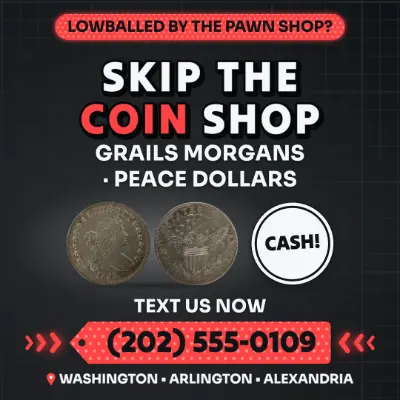 LOWBALLED BY THE PAWN SHOP?
SKIP THE
COIN SHOP
GRAILS MORGANS
· PEACE DOLLARS
CASH!
TEXT US NOW
(202) 555-0109
WASHINGTON • ARLINGTON • ALEXANDRIA